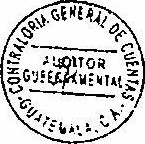 CONTRALORIA GENERAL DE CUENTAS
AUDITOR
GUBERNAMENTAL
GUATEMALA, C.A.